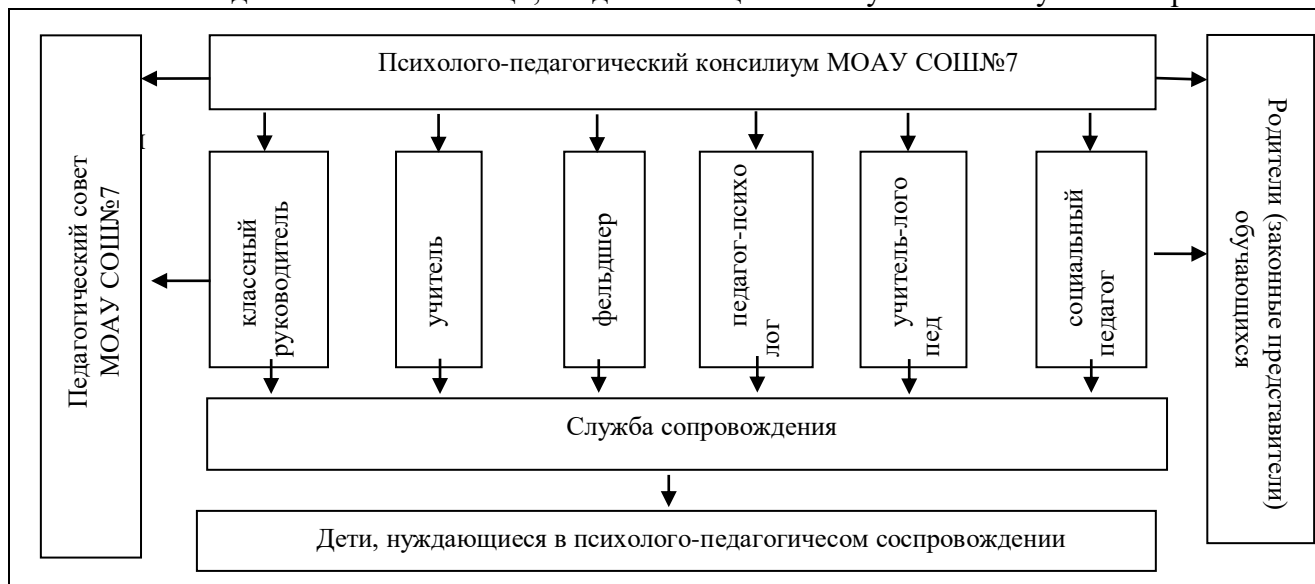 Психолого-педагогический консилиум МОАУ СОШ№7
Педагогический совет
МОАУ СОШ№7
классный
руководитель
учитель
фельдшер
педагог-психо
лог
учитель-лого
пед
социальный
педагог
Родители (законные представители)
обучающихся
Служба сопровождения
Дети, нуждающиеся в психолого-педагогичесом соспровождении